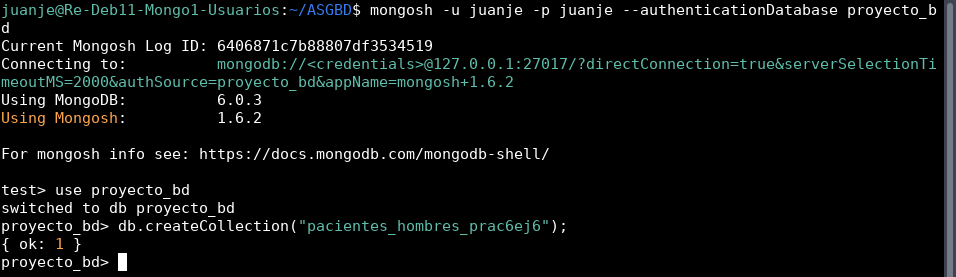 juanje@Re-Deb11-Mongo1-Usuarios:~/ASGBD$ mongosh -u juanje -p juanje --authenticationDatabase proyecto_b
d
Current Mongosh Log ID: 6406871c7b88807df3534519
Connecting to:          mongodb://<credentials>@127.0.0.1:27017/?directConnection=true&serverSelectionTi
meoutMS=2000&authSource=proyecto_bd&appName=mongosh+1.6.2
Using MongoDB:          6.0.3
Using Mongosh:          1.6.2
For mongosh info see: https://docs.mongodb.com/mongodb-shell/
test> use proyecto_bd
switched to db proyecto_bd
proyecto_bd> db.createCollection("pacientes_hombres_prac6ej6");
{ ok: 1 }
proyecto_bd>